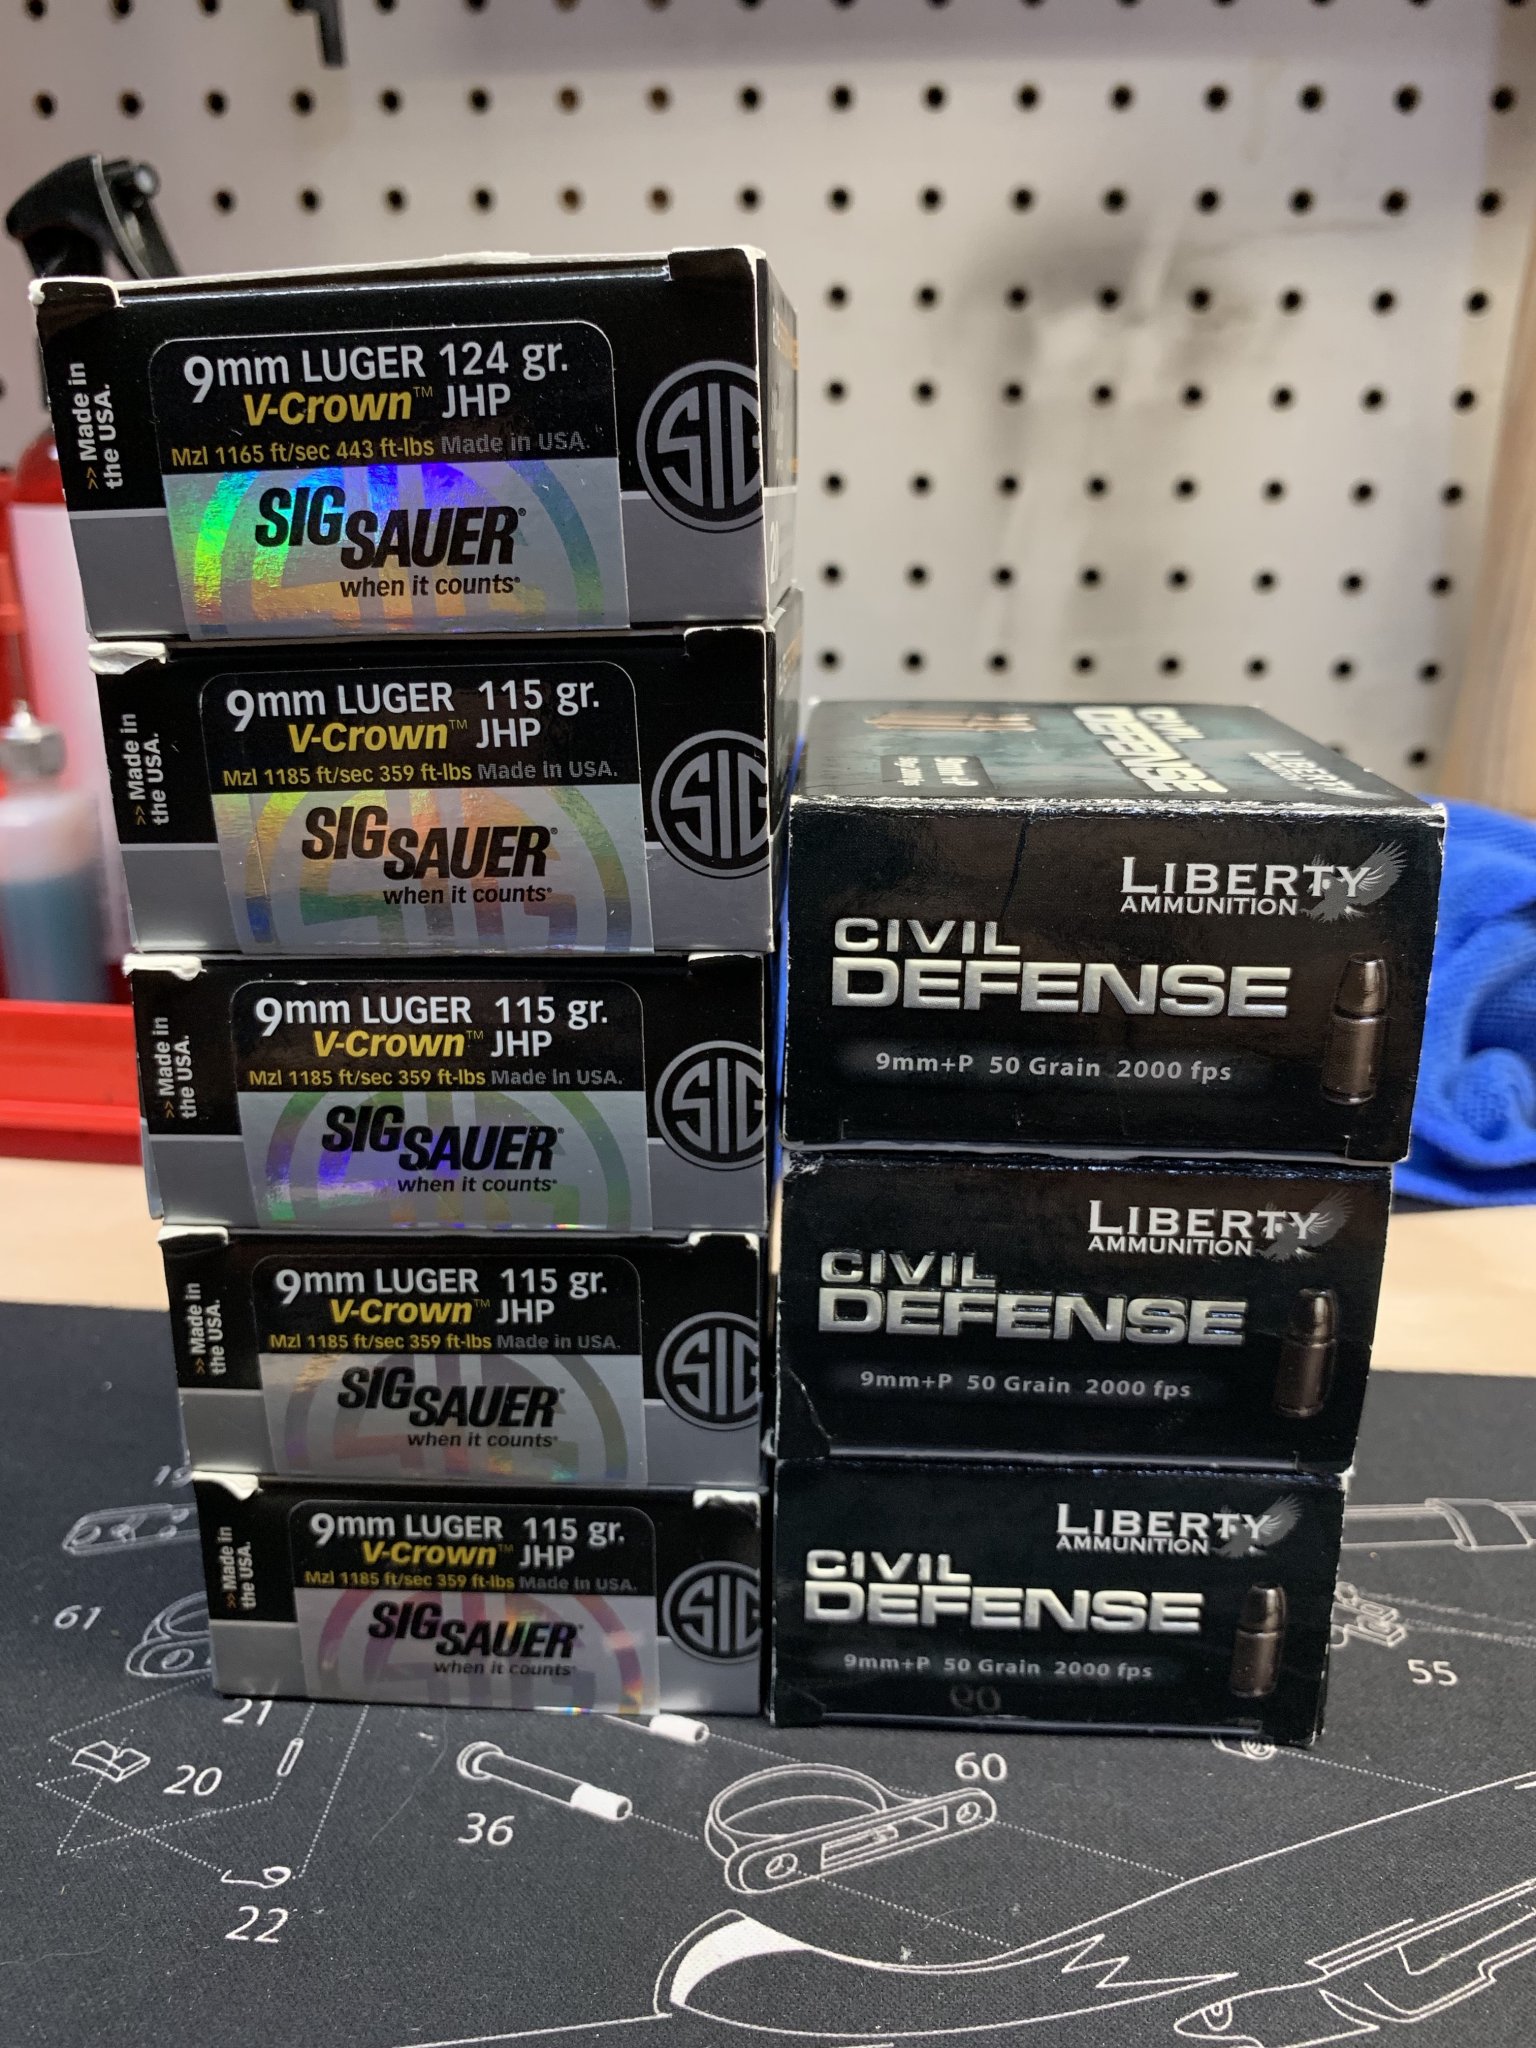 >> Made in
the USA.
9mm LUGER 124 gr.
V-Crown™ JHP
Mzl 1165 ft/sec 443 ft-lbs Made in USA.
SIG SAUER®
when it counts®
SIG
>> Made in
the USA.
9mm LUGER 115 gr.
V-Crown™ JHP
Mzl 1185 ft/sec 359 ft-lbs Made in USA.
SIG SAUER®
when it counts®
SIG
>> Made in
the USA.
9mm LUGER 115 gr.
V-Crown™ JHP
Mzl 1185 ft/sec 359 ft-lbs Made in USA.
SIG SAUER®
when it counts®
SIG
>> Made in
the USA.
9mm LUGER 115 gr.
V-Crown™ JHP
Mzl 1185 ft/sec 359 ft-lbs Made in USA.
SIG SAUER®
when it counts®
SIG
>> Made in
the USA.
9mm LUGER 115 gr.
V-Crown™ JHP
Mzl 1185 ft/sec 359 ft-lbs Made in USA.
SIG SAUER®
when it counts®
SIG
CIVIL
DEFENSE
LIBERTY
LIBERTY
AMMUNITION
CIVIL
DEFENSE
9mm+P 50 Grain 2000 fps
LIBERTY
AMMUNITION
CIVIL
DEFENSE
9mm+P 50 Grain 2000 fps
LIBERTY
AMMUNITION
CIVIL
DEFENSE
9mm+P 50 Grain 2000 fps
61
21
20
22
36
60
55